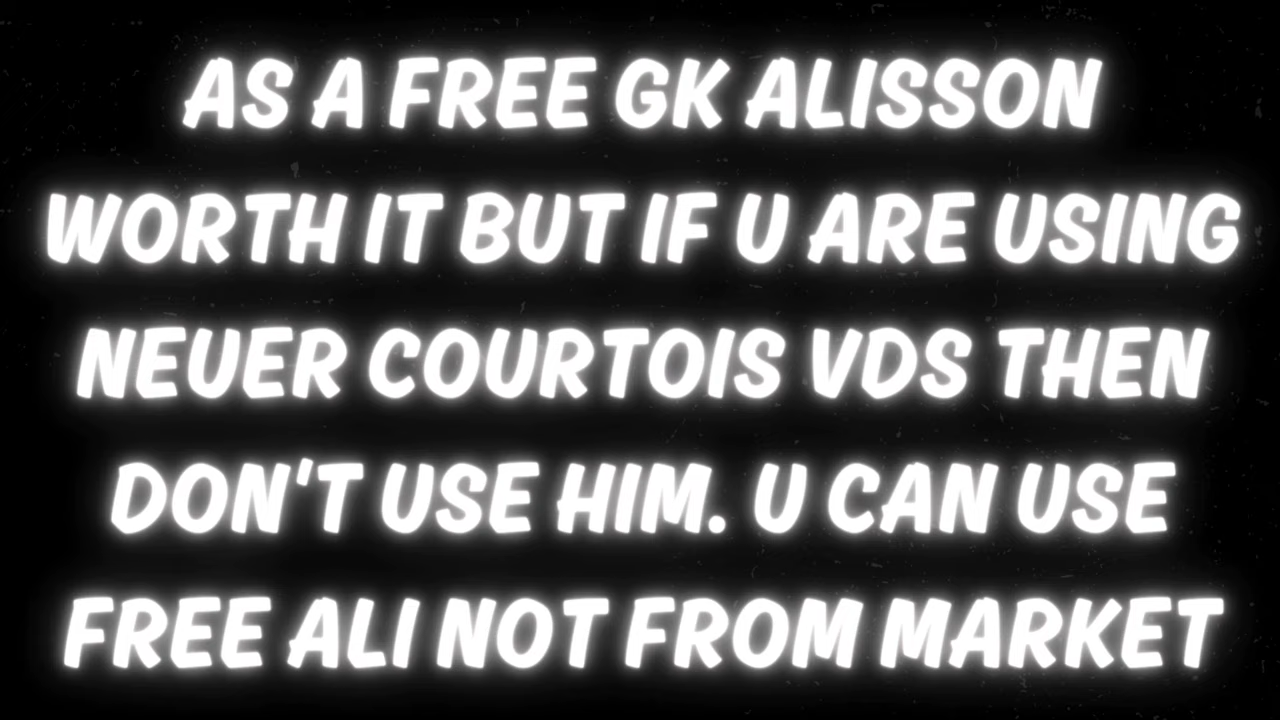 AS A FREE GK ALISSON
WORTH IT BUT IF U ARE USING
NEUER COURTOIS VDS THEN
DON'T USE HIM. U CAN USE
FREE ALI NOT FROM MARKET